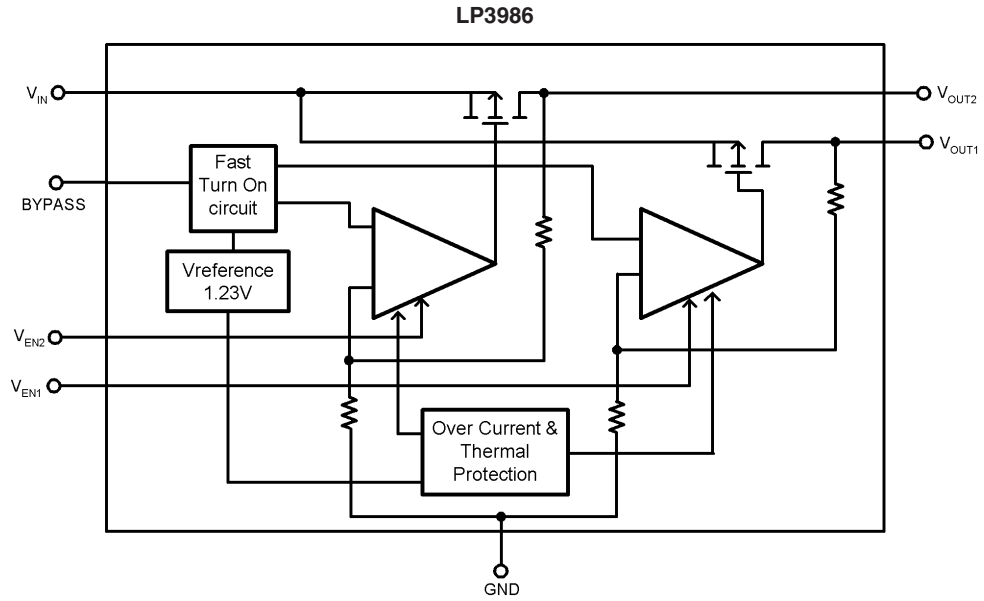 LP3986
VIN
VOUT2
VOUT1
Fast
Turn On
circuit
BYPASS
Vreference
1.23V
VEN2
VEN1
Over Current &
Thermal
Protection
GND